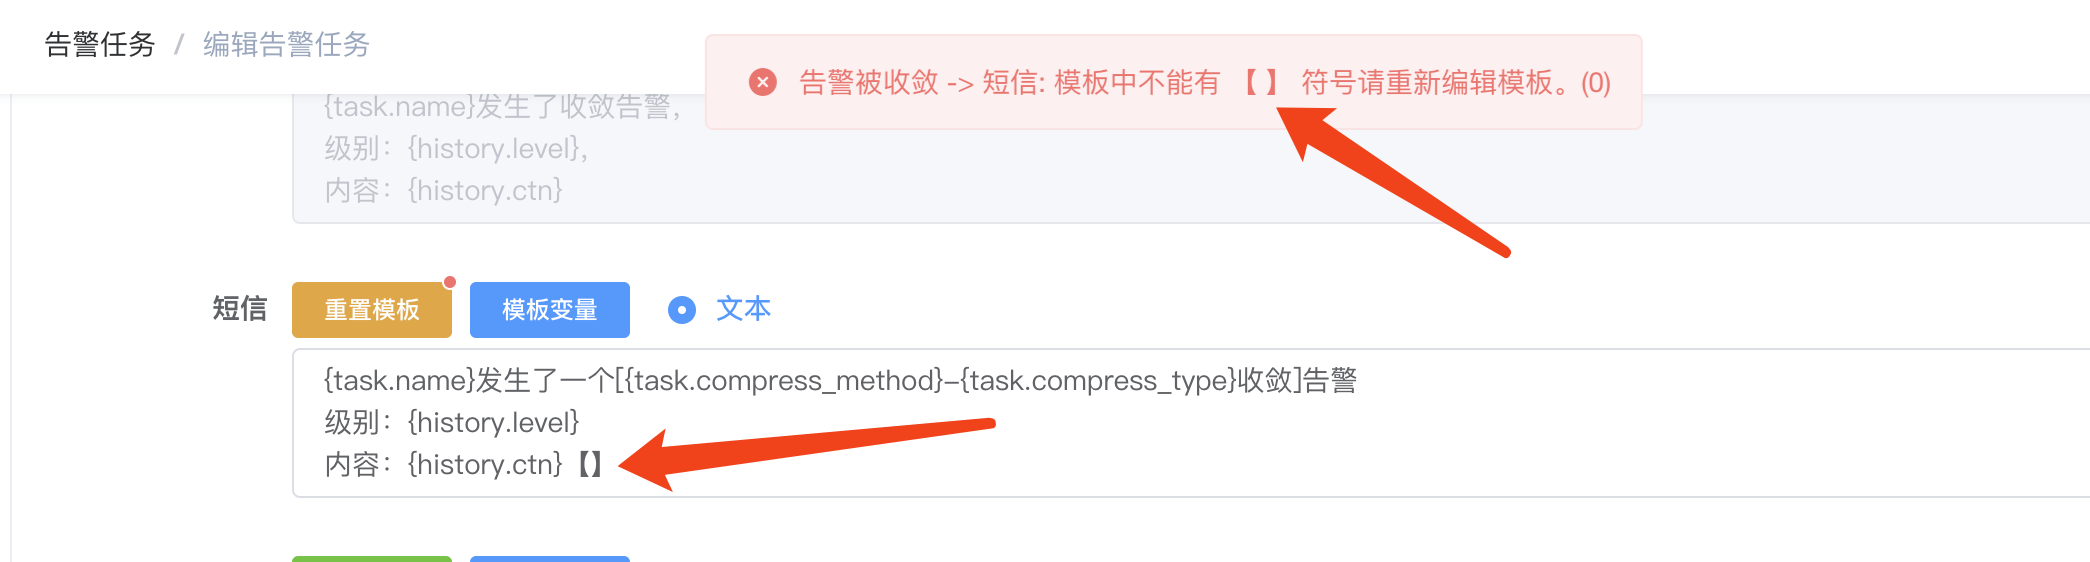 告警任务 / 编辑告警任务
告警被收敛 -> 短信: 模板中不能有 【】 符号请重新编辑模板。(0)
{task.name}发生了收敛告警，
级别：{history.level},
内容：{history.ctn}
短信 重置模板 模板变量 文本
{task.name}发生了一个[{task.compress_method}-{task.compress_type}收敛]告警
级别：{history.level}
内容：{history.ctn}【】